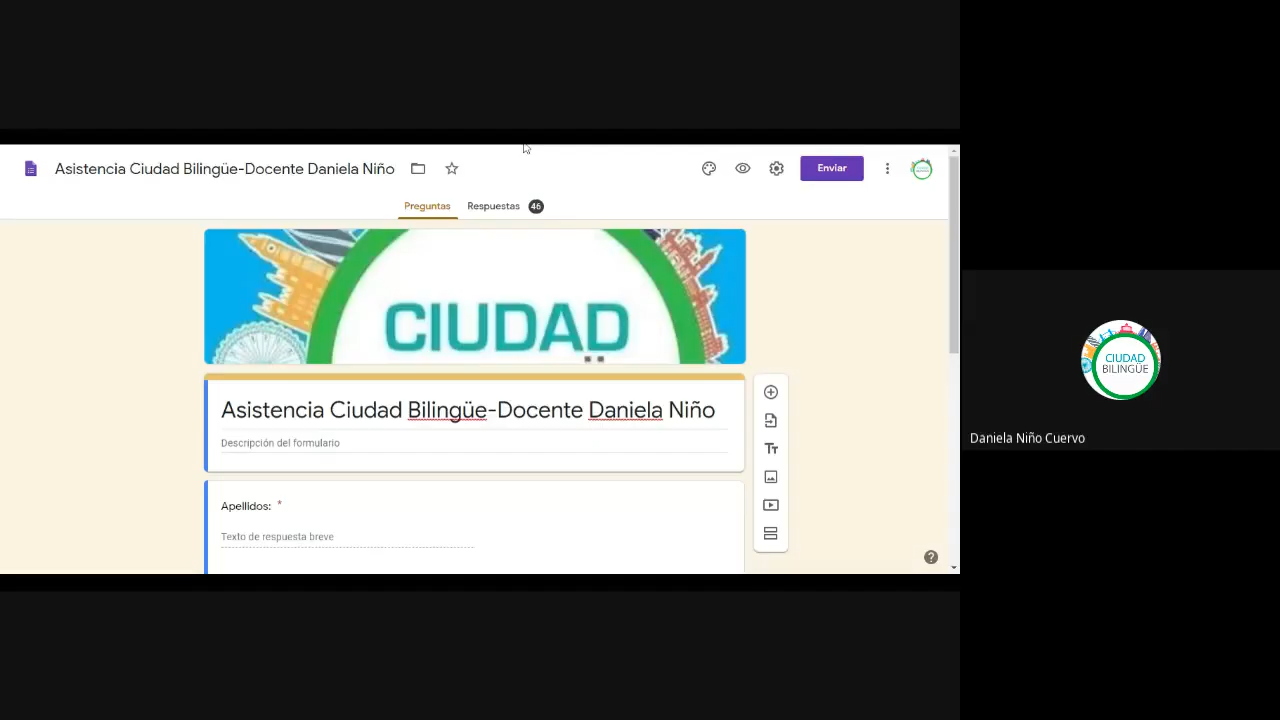 Asistencia Ciudad Bilingüe-Docente Daniela Niño
Enviar
Preguntas
Respuestas 46
CIUDAD
Asistencia Ciudad Bilingüe-Docente Daniela Niño
Descripción del formulario
Apellidos: *
Texto de respuesta breve
Tт
CIUDAD
BILINGÜE
Daniela Niño Cuervo